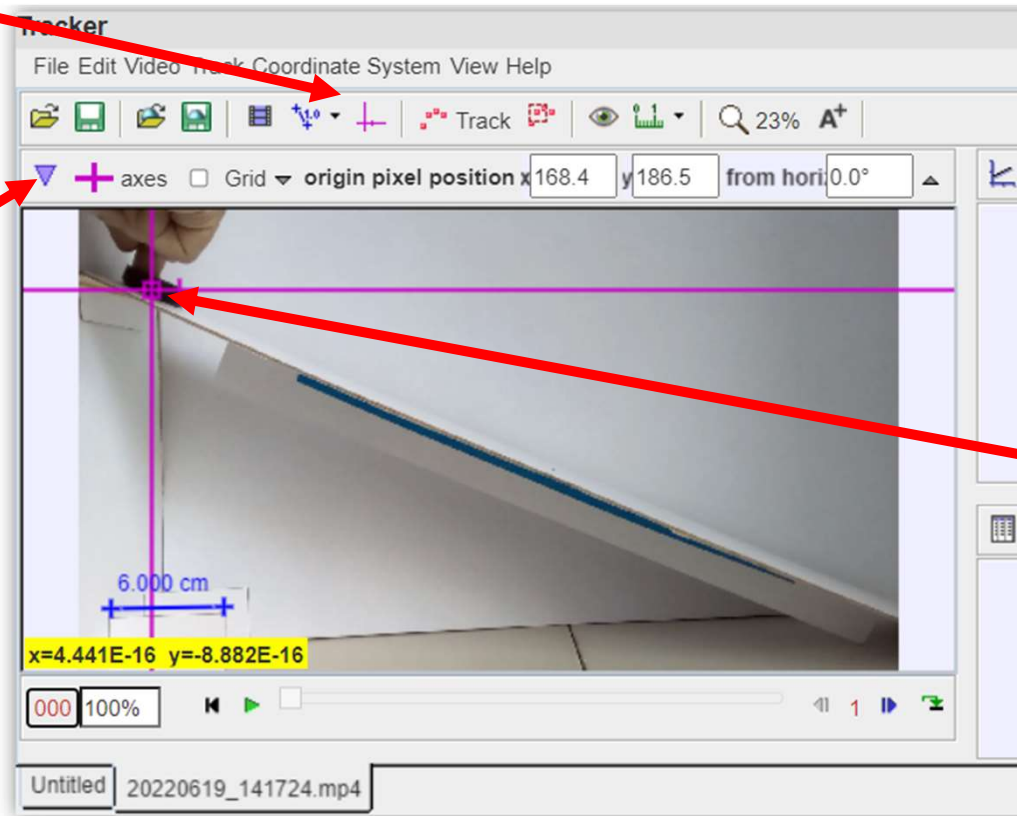 Tracker
File Edit Video Track Coordinate System View Help
Track 23% A+
axes Grid origin pixel position x 168.4 y 186.5 from hori: 0.0°
6.000 cm
x=4.441E-16 y=-8.882E-16
000 100% 1
Untitled 20220619_141724.mp4